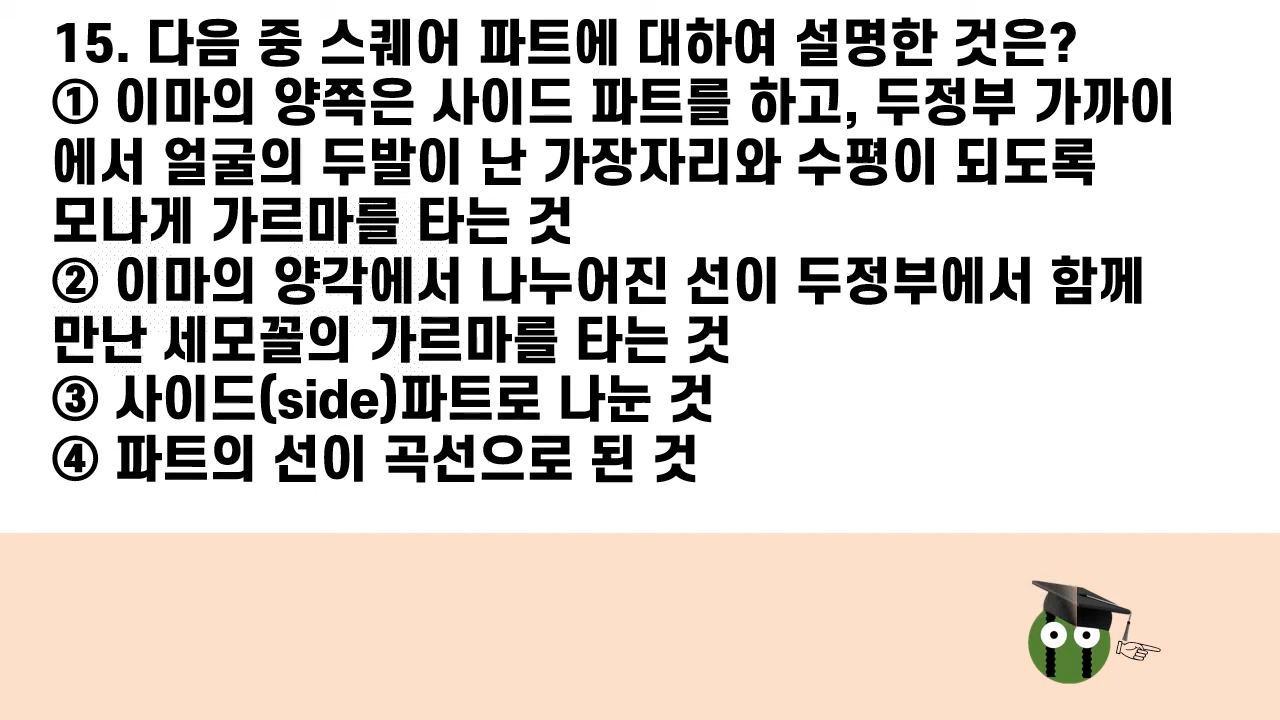 15. 다음 중 스퀘어 파트에 대하여 설명한 것은?
① 이마의 양쪽은 사이드 파트를 하고, 두정부 가까이
에서 얼굴의 두발이 난 가장자리와 수평이 되도록
모나게 가르마를 타는 것
② 이마의 양각에서 나누어진 선이 두정부에서 함께
만난 세모꼴의 가르마를 타는 것
③ 사이드(side)파트로 나눈 것
④ 파트의 선이 곡선으로 된 것